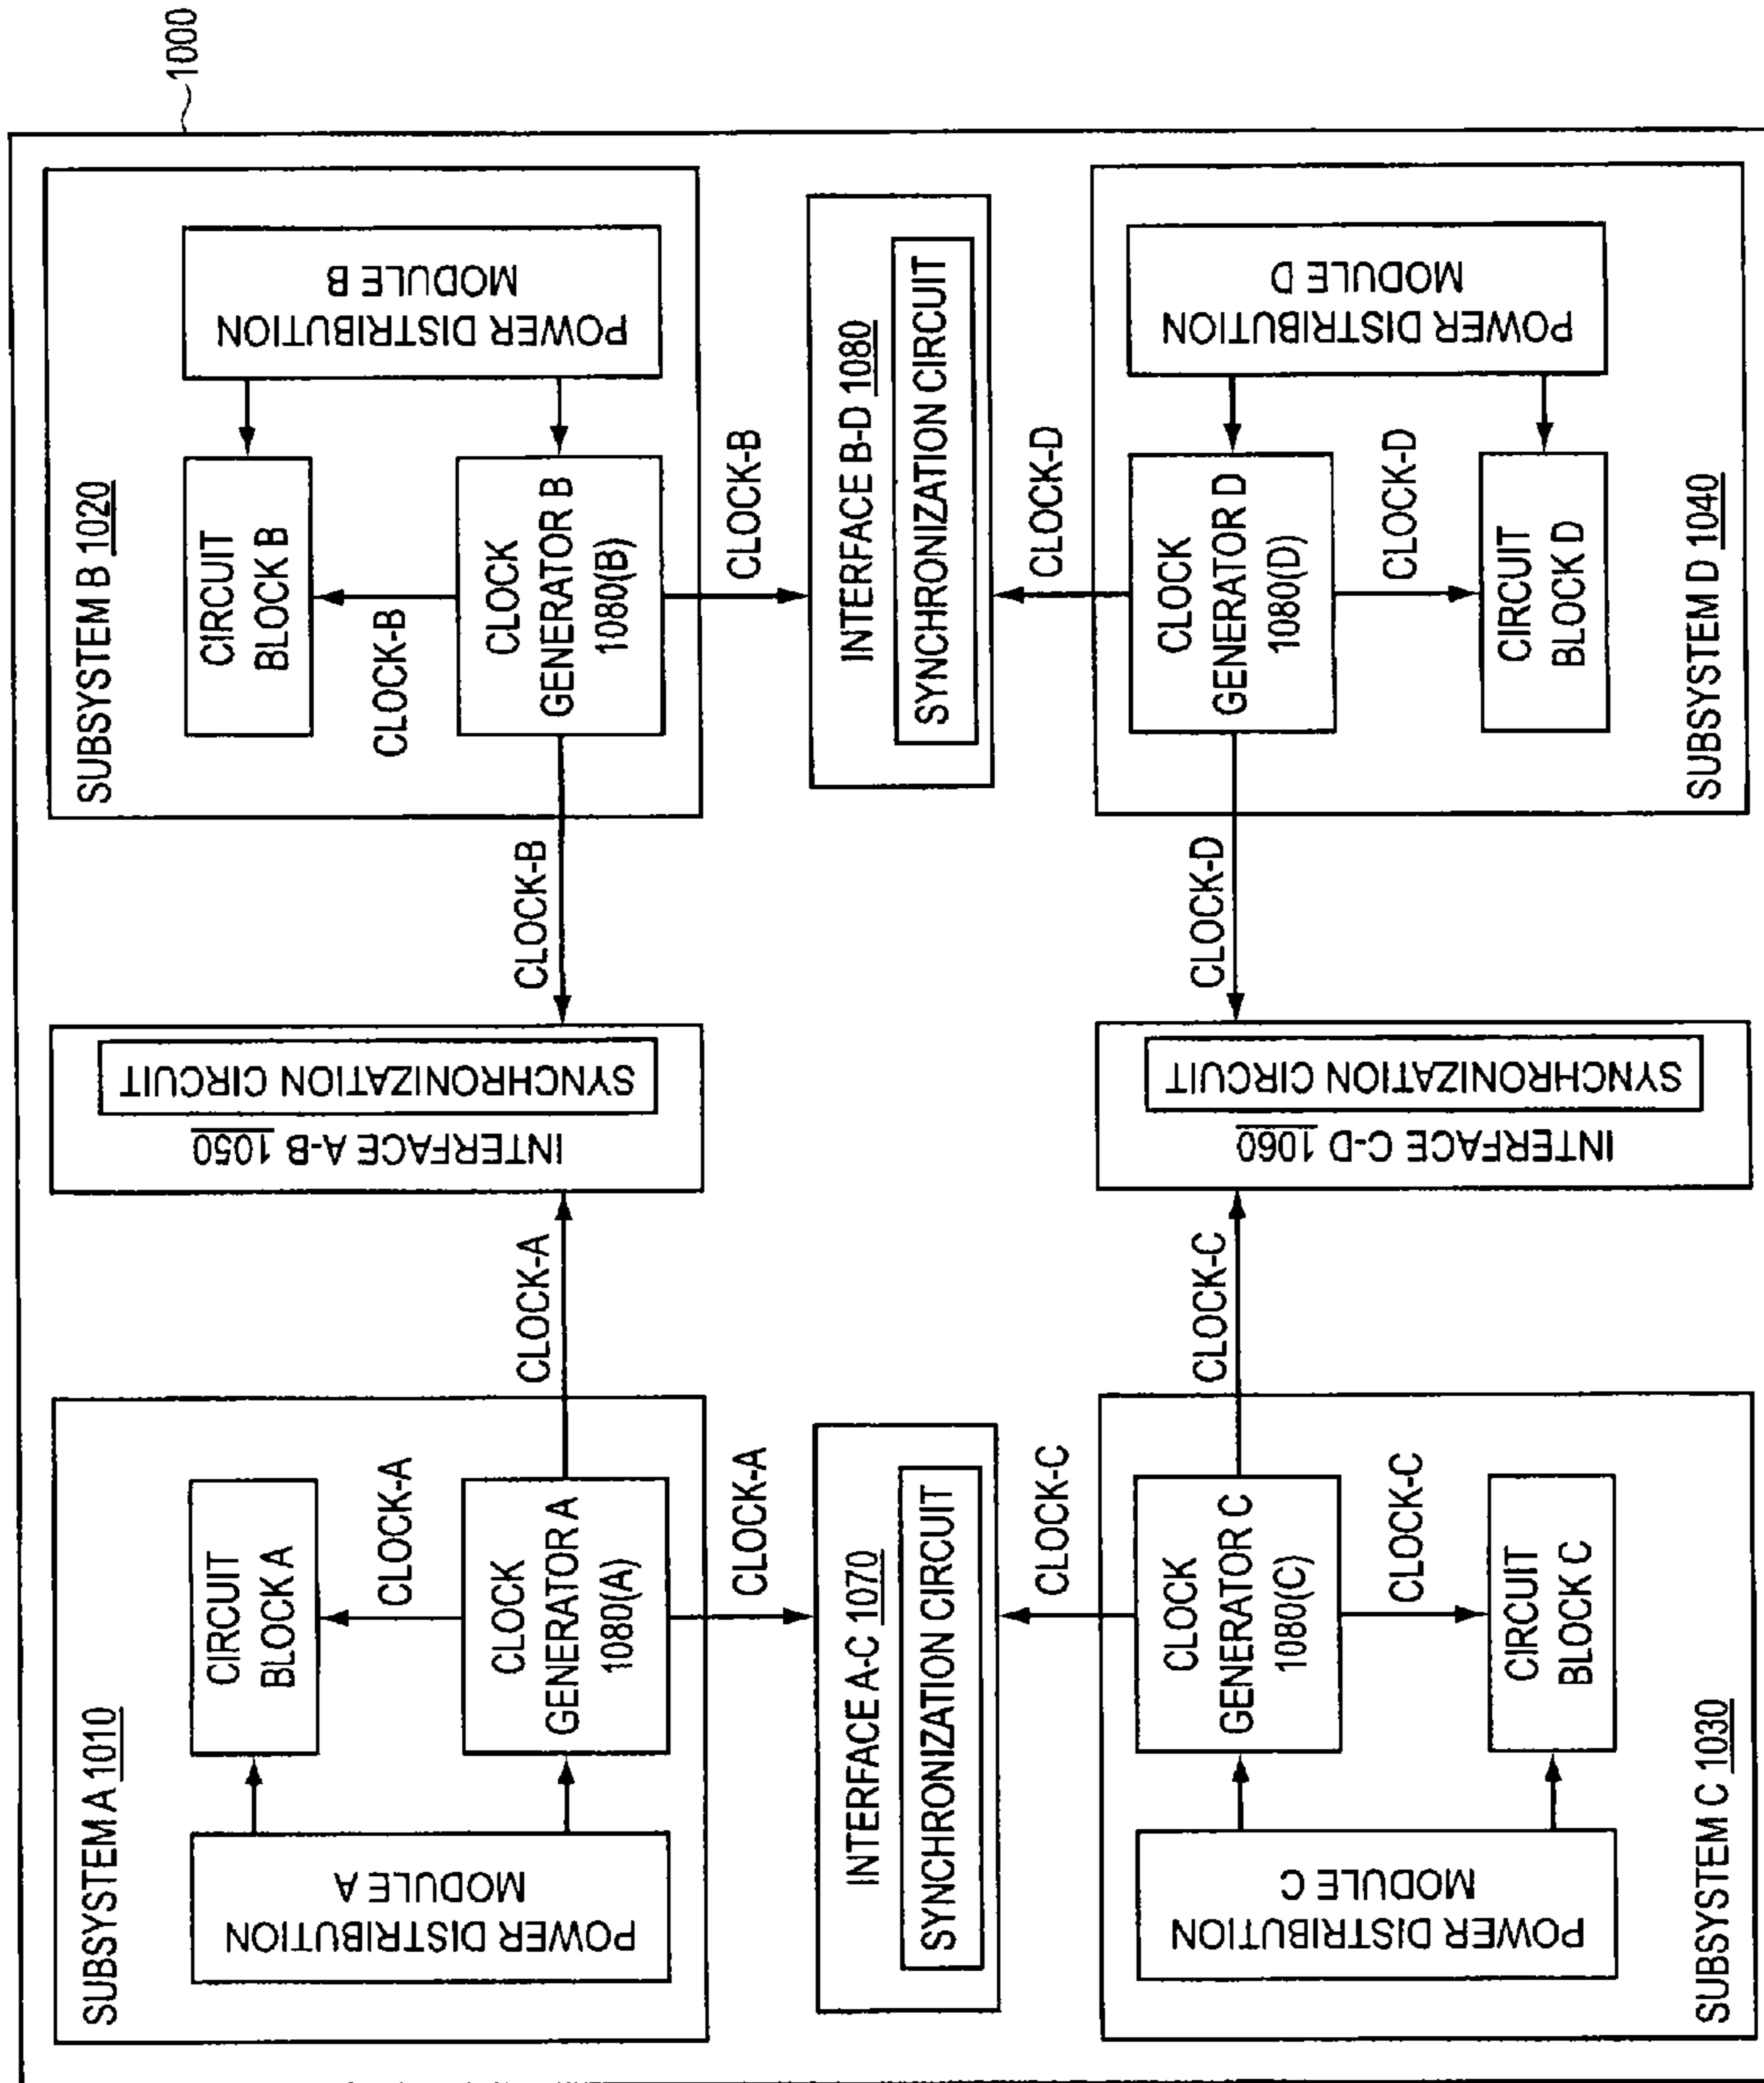 1000
SUBSYSTEM A 1010
POWER DISTRIBUTION
MODULE A
CIRCUIT
BLOCK A
CLOCK-A
CLOCK
GENERATOR A
1080(A)
CLOCK-A
CLOCK-A
INTERFACE A-B 1050
SYNCHRONIZATION CIRCUIT
SUBSYSTEM B 1020
CIRCUIT
BLOCK B
CLOCK-B
CLOCK
GENERATOR B
1080(B)
POWER DISTRIBUTION
MODULE B
CLOCK-B
CLOCK-B
INTERFACE A-C 1070
SYNCHRONIZATION CIRCUIT
INTERFACE B-D 1080
SYNCHRONIZATION CIRCUIT
CLOCK-C
POWER DISTRIBUTION
MODULE C
CLOCK
GENERATOR C
1080(C)
CLOCK-C
CIRCUIT
BLOCK C
SUBSYSTEM C 1030
CLOCK-C
INTERFACE C-D 1060
SYNCHRONIZATION CIRCUIT
CLOCK-D
CLOCK-D
CLOCK
GENERATOR D
1080(D)
CLOCK-D
CIRCUIT
BLOCK D
POWER DISTRIBUTION
MODULE D
SUBSYSTEM D 1040